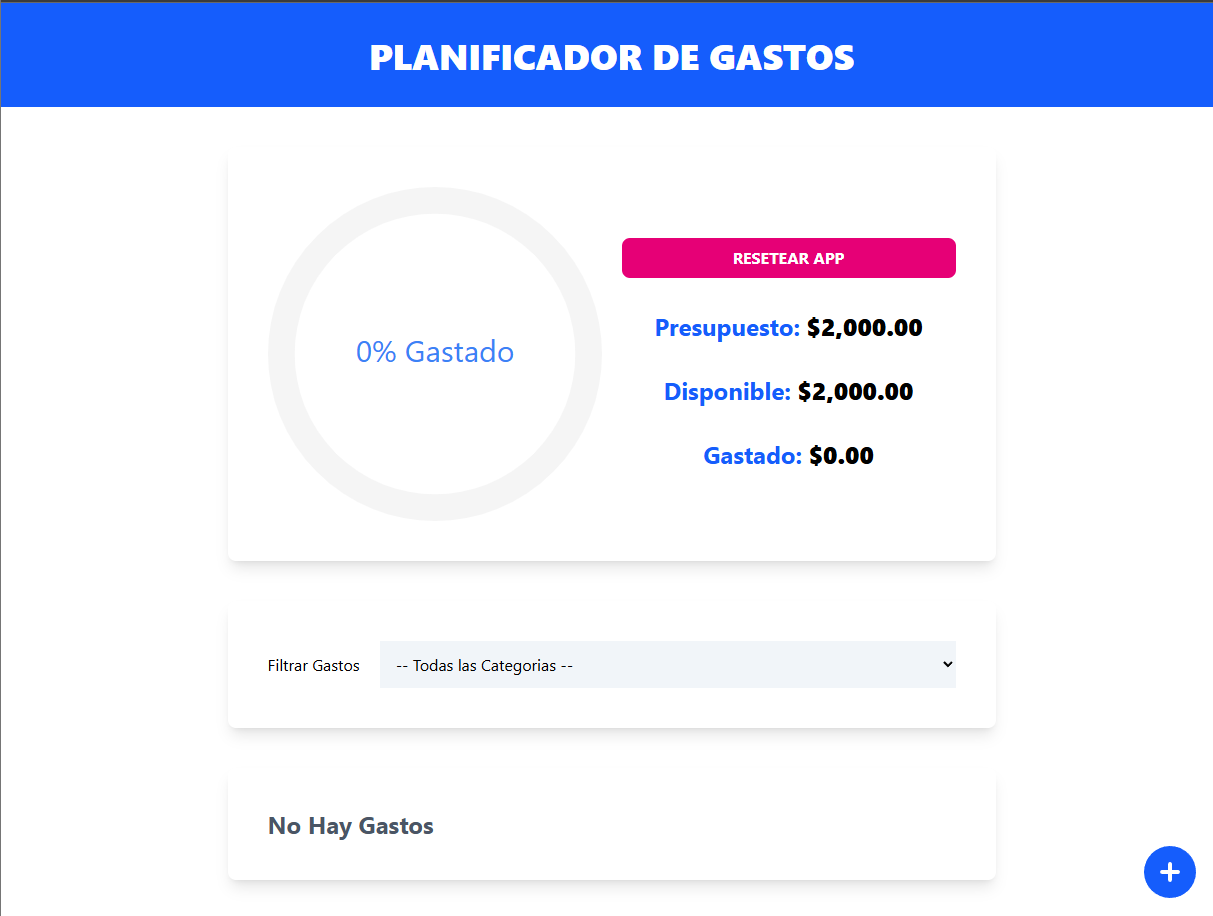 PLANIFICADOR DE GASTOS
0% Gastado
RESETEAR APP
Presupuesto: $2,000.00
Disponible: $2,000.00
Gastado: $0.00
Filtrar Gastos
-- Todas las Categorias --
No Hay Gastos
+